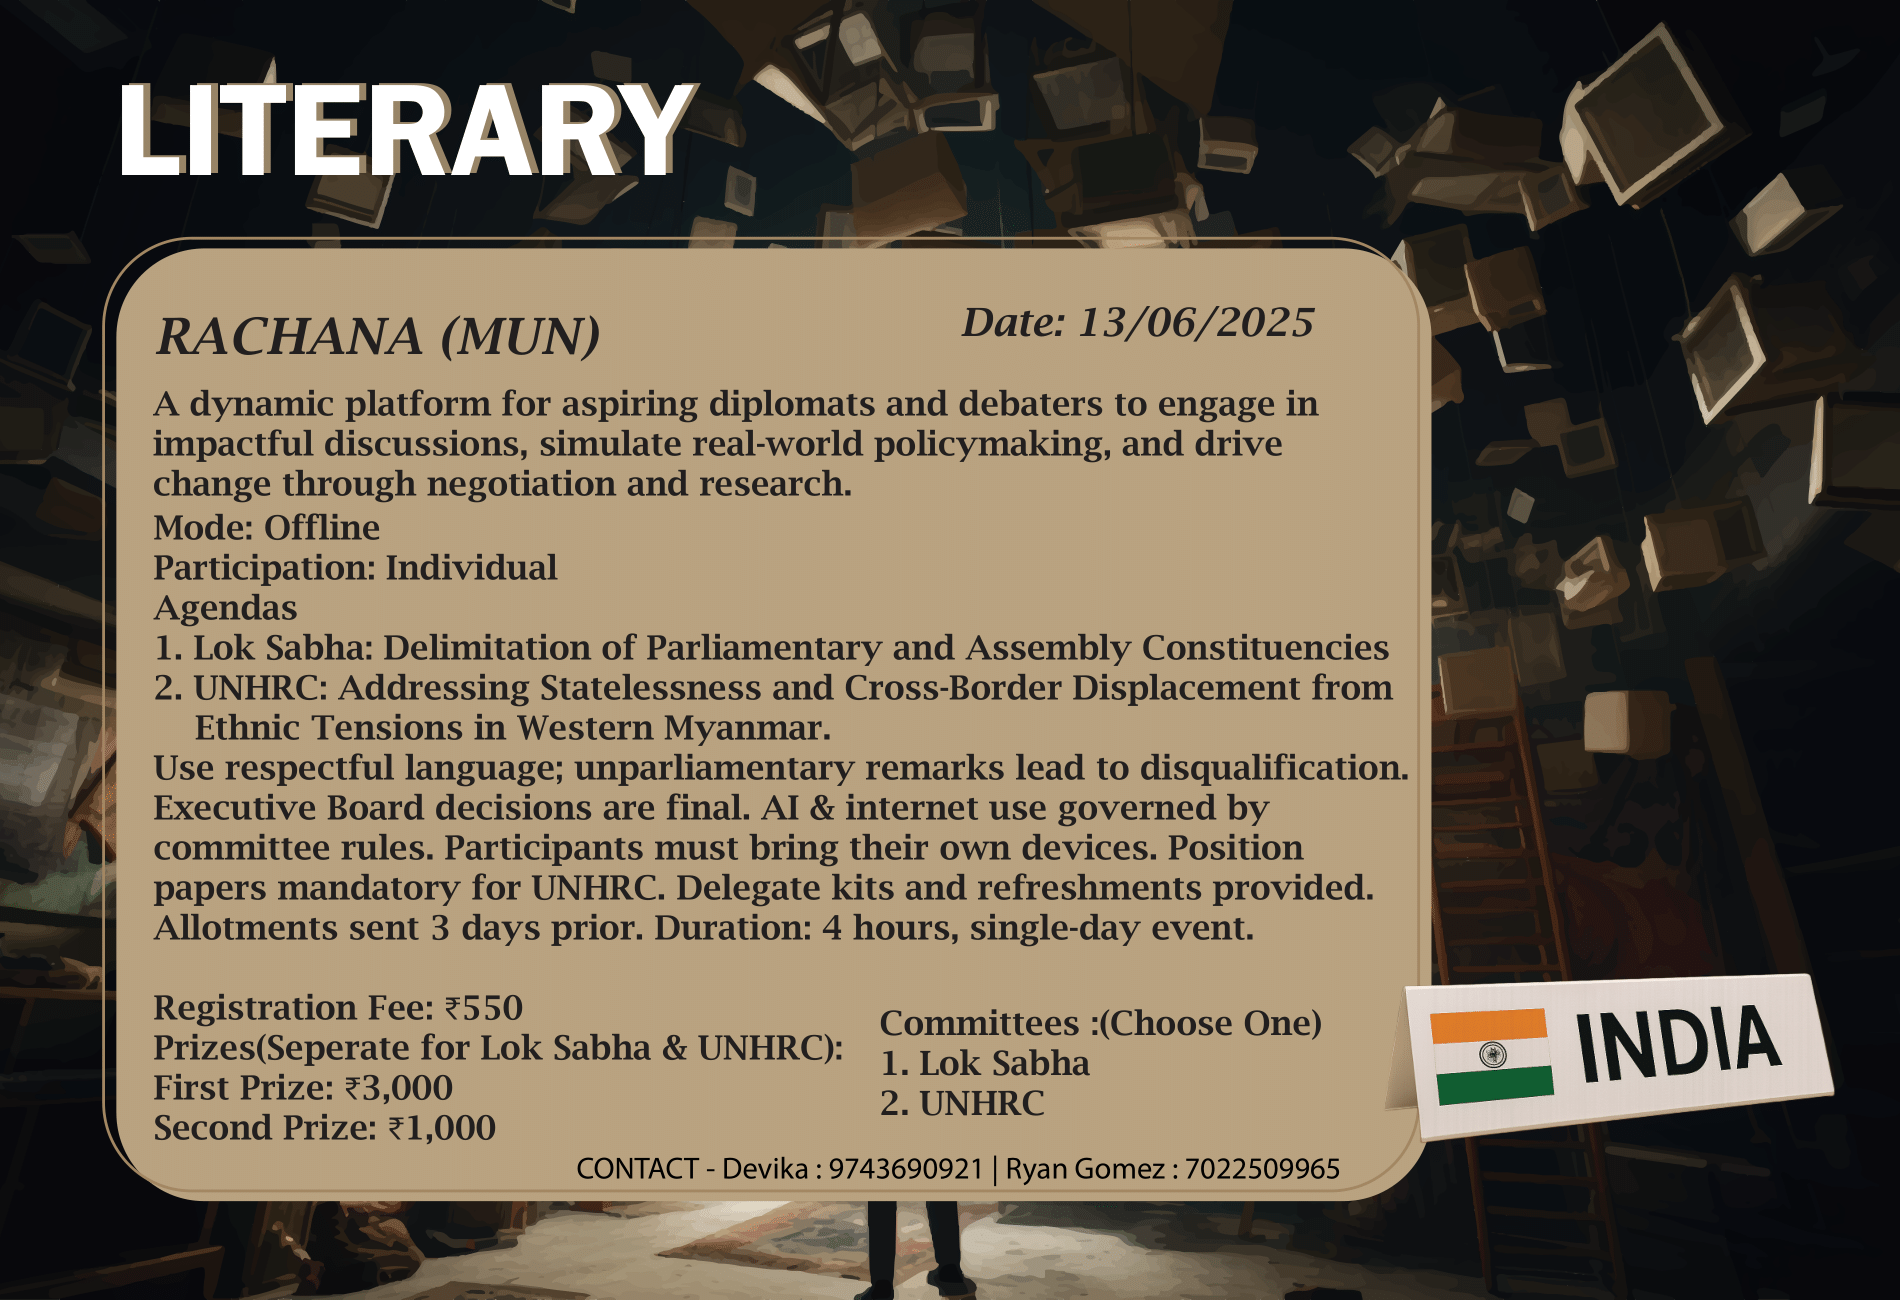 LITERARY
RACHANA (MUN)
Date: 13/06/2025
A dynamic platform for aspiring diplomats and debaters to engage in
impactful discussions, simulate real-world policymaking, and drive
change through negotiation and research.
Mode: Offline
Participation: Individual
Agendas
1. Lok Sabha: Delimitation of Parliamentary and Assembly Constituencies
2. UNHRC: Addressing Statelessness and Cross-Border Displacement from
Ethnic Tensions in Western Myanmar.
Use respectful language; unparliamentary remarks lead to disqualification.
Executive Board decisions are final. AI & internet use governed by
committee rules. Participants must bring their own devices. Position
papers mandatory for UNHRC. Delegate kits and refreshments provided.
Allotments sent 3 days prior. Duration: 4 hours, single-day event.
Registration Fee: ₹550
Prizes(Seperate for Lok Sabha & UNHRC):
First Prize: ₹3,000
Second Prize: ₹1,000
Committees :(Choose One)
1. Lok Sabha
2. UNHRC
INDIA
CONTACT - Devika : 9743690921 | Ryan Gomez : 7022509965